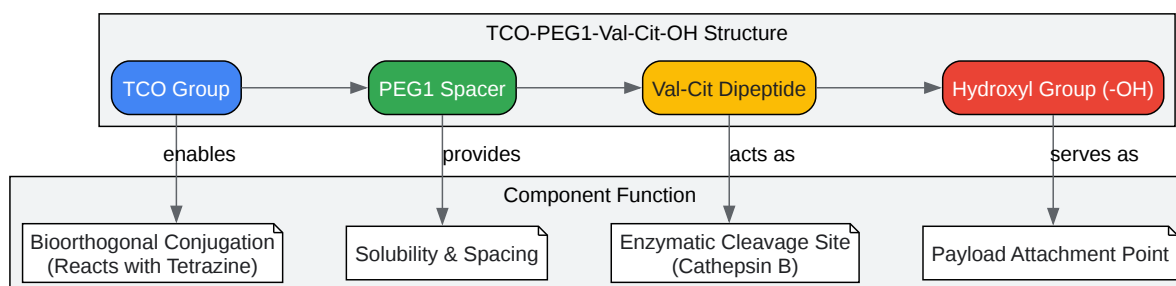 TCO-PEG1-Val-Cit-OH Structure
TCO Group
PEG1 Spacer
Val-Cit Dipeptide
Hydroxyl Group (-OH)
enables
provides
acts as
serves as
Component Function
Bioorthogonal Conjugation
(Reacts with Tetrazine)
Solubility & Spacing
Enzymatic Cleavage Site
(Cathepsin B)
Payload Attachment Point